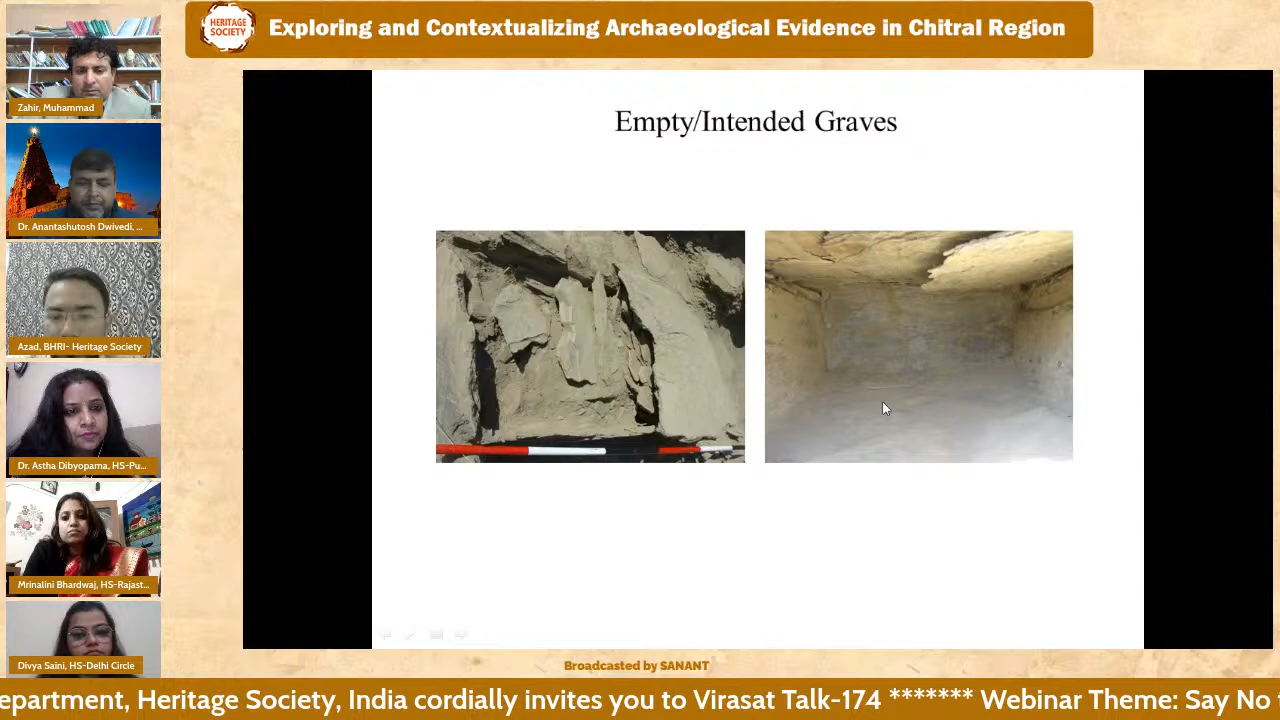 HERITAGE
SOCIETY
Exploring and Contextualizing Archaeological Evidence in Chitral Region
Zahir, Muhammad
Dr. Anantashutosh Dwivedi, ...
Azad, BHRI- Heritage Society
Dr. Astha Dibyopama, HS-Pu...
Mrinalini Bhardwaj, HS-Rajast...
Divya Saini, HS-Delhi Circle
Empty/Intended Graves
Broadcasted by SANANT
epartment, Heritage Society, India cordially invites you to Virasat Talk-174 ******* Webinar Theme: Say No